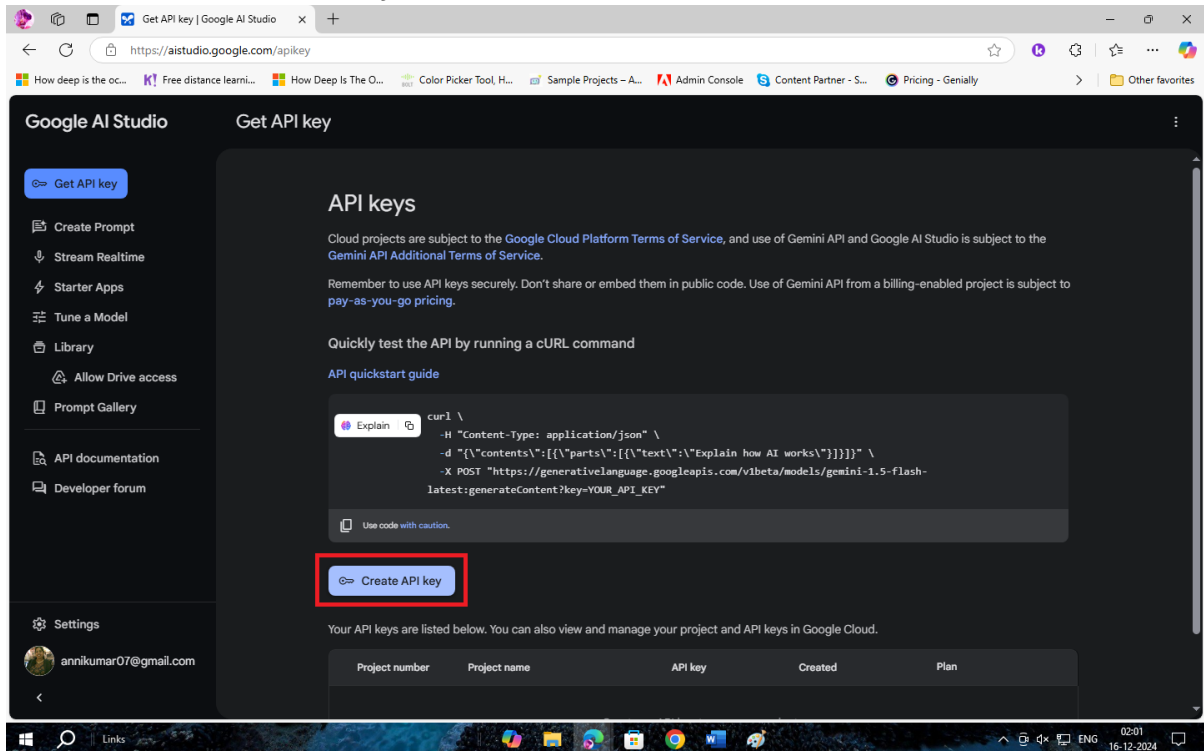 Get API key | Google AI Studio
https://aistudio.google.com/apikey
How deep is the oc...
Free distance learni...
How Deep Is The O...
Color Picker Tool, H...
Sample Projects – A...
Admin Console
Content Partner - S...
Pricing - Genially
Other favorites
Google AI Studio
Get API key
Get API key
Create Prompt
Stream Realtime
Starter Apps
Tune a Model
Library
Allow Drive access
Prompt Gallery
API documentation
Developer forum
Settings
annikumar07@gmail.com
API keys
Cloud projects are subject to the Google Cloud Platform Terms of Service, and use of Gemini API and Google AI Studio is subject to the
Gemini API Additional Terms of Service.
Remember to use API keys securely. Don't share or embed them in public code. Use of Gemini API from a billing-enabled project is subject to
pay-as-you-go pricing.
Quickly test the API by running a cURL command
API quickstart guide
Explain
curl \
-H "Content-Type: application/json" \
-d "{\"contents\":[{\"parts\":[{\"text\":\"Explain how AI works\"}]}]}" \
-X POST "https://generativelanguage.googleapis.com/v1beta/models/gemini-1.5-flash-
latest:generateContent?key=YOUR_API_KEY"
Use code with caution.
Create API key
Your API keys are listed below. You can also view and manage your project and API keys in Google Cloud.
Project number Project name API key Created Plan
Links
ENG
02:01
16-12-2024